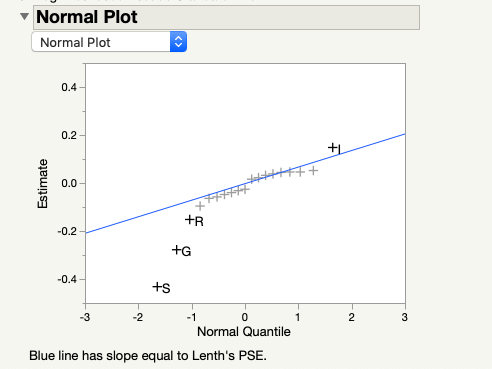 Normal Plot
Normal Plot
0.4
0.2
0.0
-0.2
-0.4
Estimate
I
R
G
S
-3 -2 -1 0 1 2 3
Normal Quantile
Blue line has slope equal to Lenth's PSE.